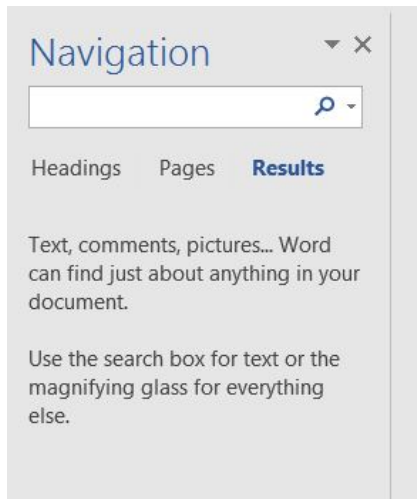 Navigation
Headings Pages Results
Text, comments, pictures... Word
can find just about anything in your
document.
Use the search box for text or the
magnifying glass for everything
else.